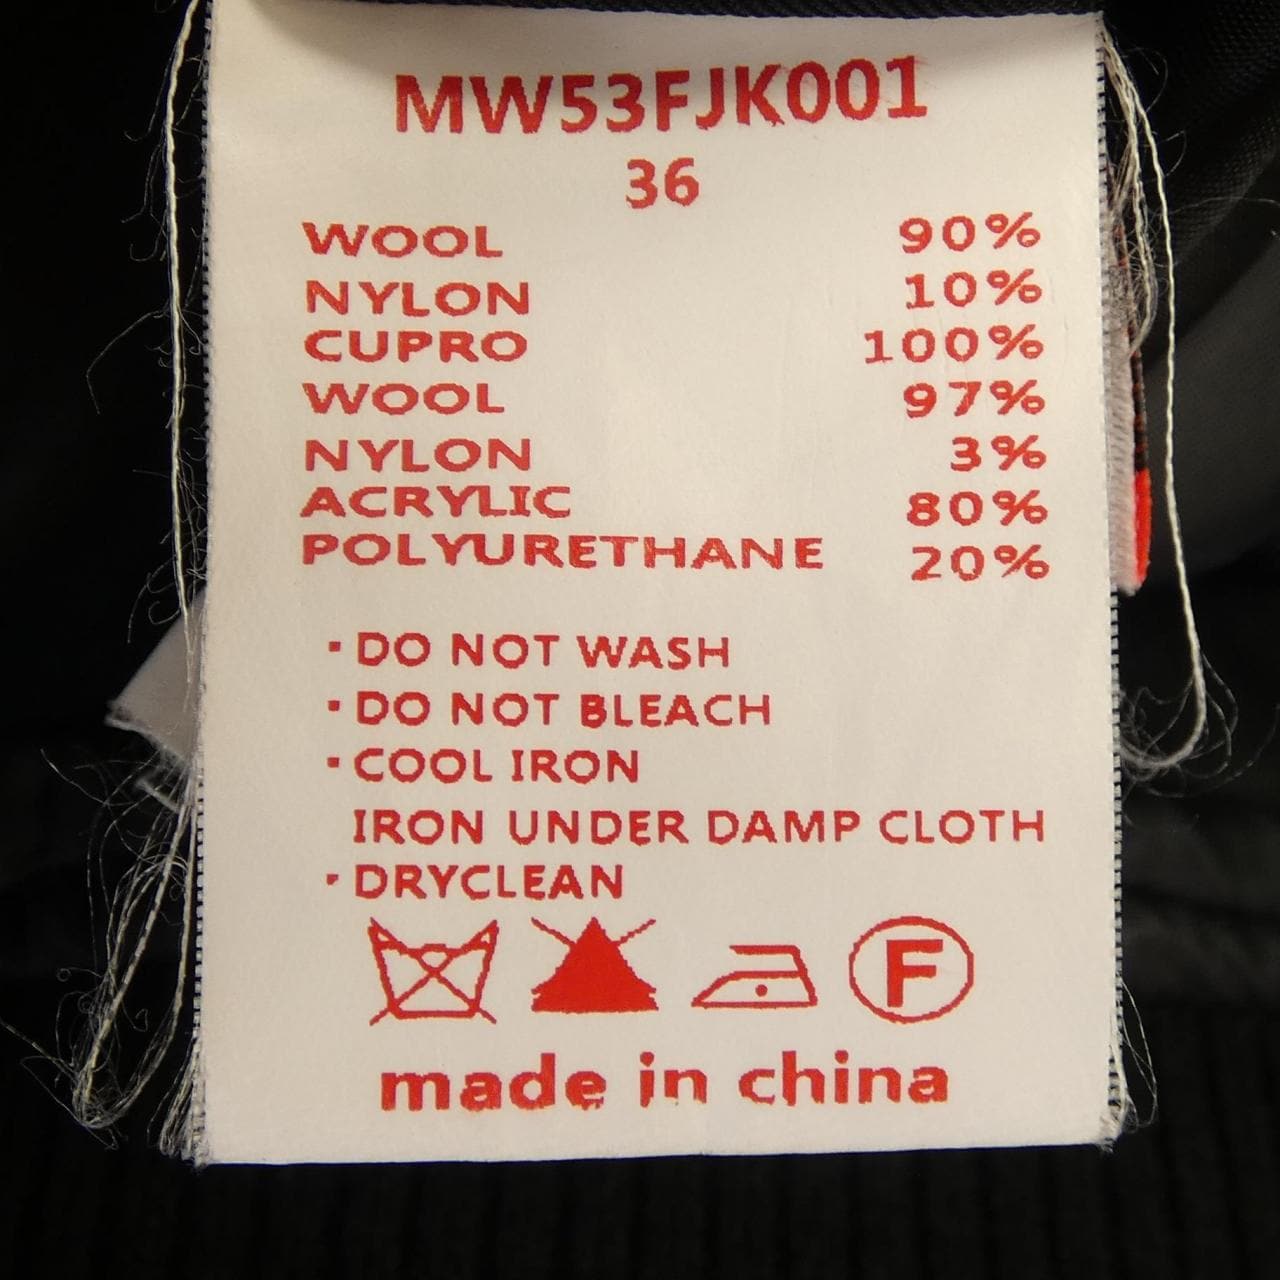 MW53FJK001
36
WOOL 90%
NYLON 10%
CUPRO 100%
WOOL 97%
NYLON 3%
ACRYLIC 80%
POLYURETHANE 20%
· DO NOT WASH
· DO NOT BLEACH
· COOL IRON
IRON UNDER DAMP CLOTH
· DRYCLEAN
F
made in china